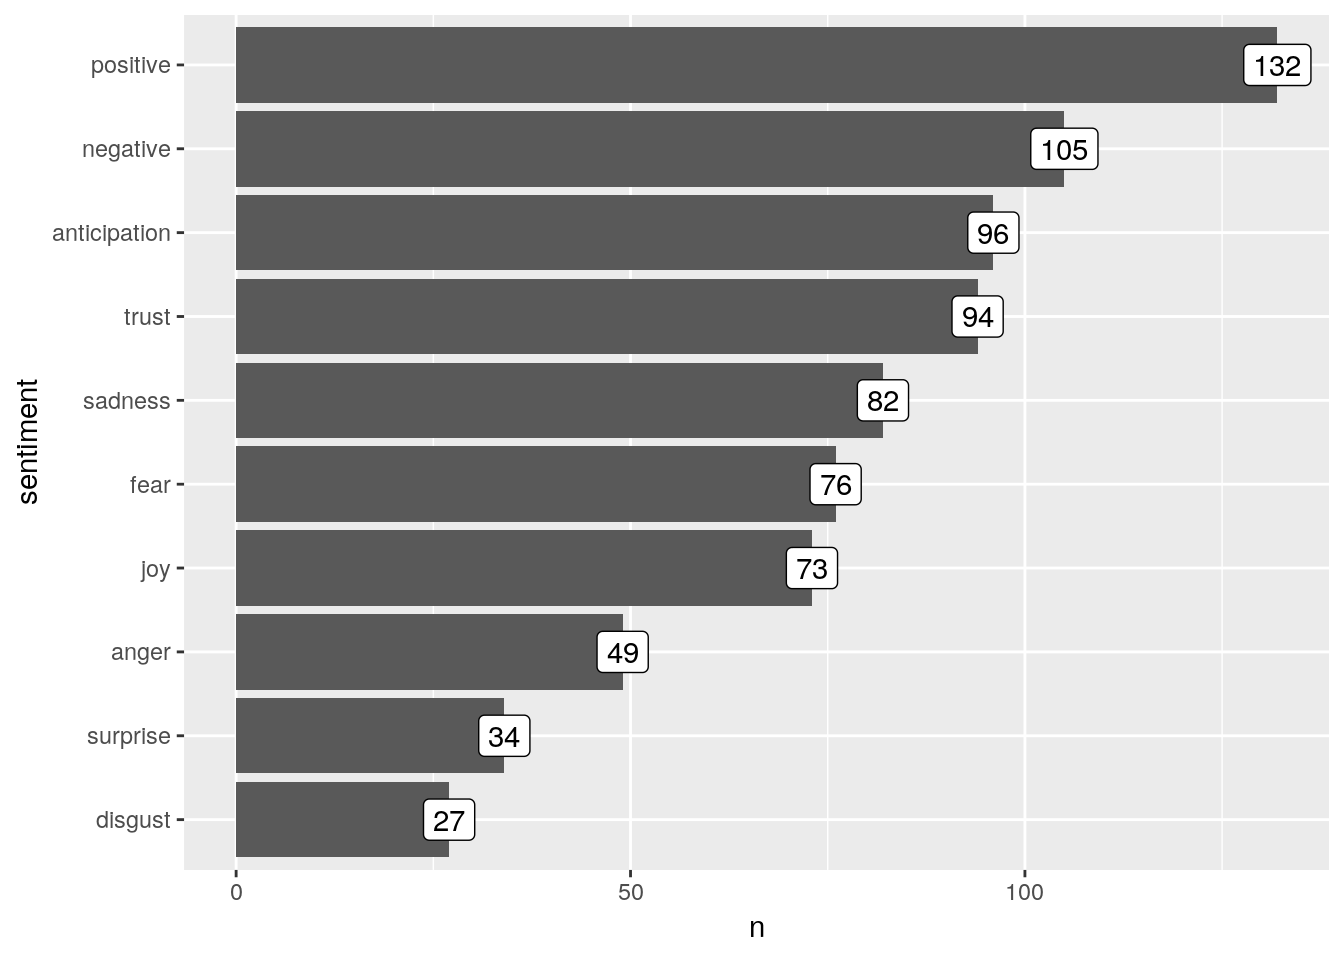 positive 132
negative 105
anticipation 96
trust 94
sadness 82
fear 76
joy 73
anger 49
surprise 34
disgust 27
0 50 100
n
sentiment